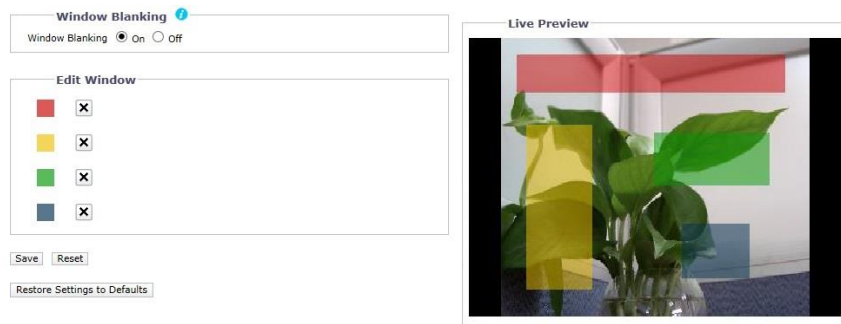 Window Blanking
Window Blanking On Off
Edit Window
Save Reset
Restore Settings to Defaults
Live Preview